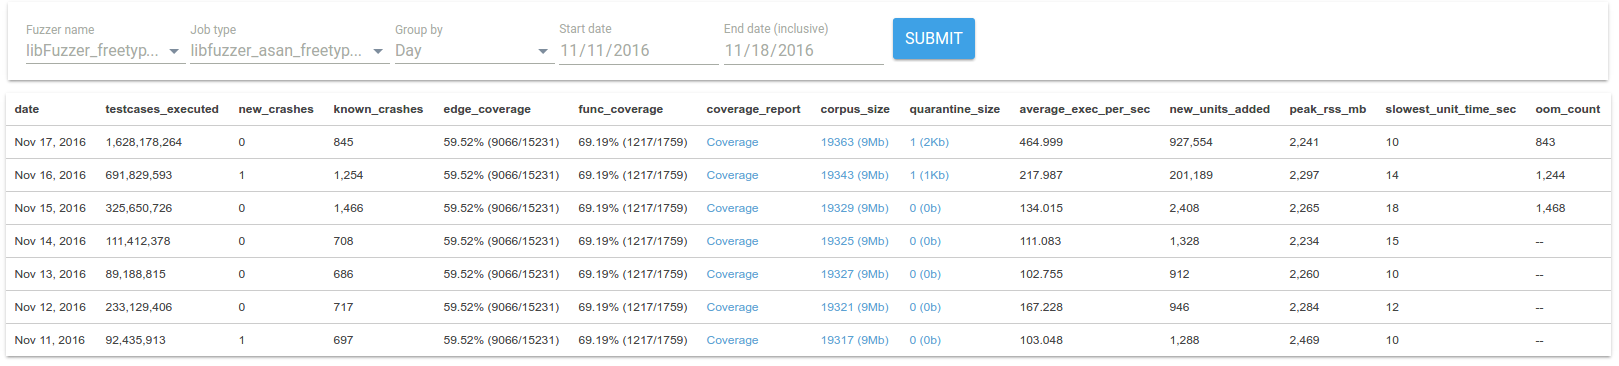 Fuzzer name Job type Group by Start date End date (inclusive)
libFuzzer_freetyp... libfuzzer_asan_freetyp... Day 11/11/2016 11/18/2016 SUBMIT
date testcases_executed new_crashes known_crashes edge_coverage func_coverage coverage_report corpus_size quarantine_size average_exec_per_sec new_units_added peak_rss_mb slowest_unit_time_sec oom_count
Nov 17, 2016 1,628,178,264 0 845 59.52% (9066/15231) 69.19% (1217/1759) Coverage 19363 (9Mb) 1 (2Kb) 464.999 927,554 2,241 10 843
Nov 16, 2016 691,829,593 1 1,254 59.52% (9066/15231) 69.19% (1217/1759) Coverage 19343 (9Mb) 1 (1Kb) 217.987 201,189 2,297 14 1,244
Nov 15, 2016 325,650,726 0 1,466 59.52% (9066/15231) 69.19% (1217/1759) Coverage 19329 (9Mb) 0 (0b) 134.015 2,408 2,265 18 1,468
Nov 14, 2016 111,412,378 0 708 59.52% (9066/15231) 69.19% (1217/1759) Coverage 19325 (9Mb) 0 (0b) 111.083 1,328 2,234 15 --
Nov 13, 2016 89,188,815 0 686 59.52% (9066/15231) 69.19% (1217/1759) Coverage 19327 (9Mb) 0 (0b) 102.755 912 2,260 10 --
Nov 12, 2016 233,129,406 0 717 59.52% (9066/15231) 69.19% (1217/1759) Coverage 19321 (9Mb) 0 (0b) 167.228 946 2,284 12 --
Nov 11, 2016 92,435,913 1 697 59.52% (9066/15231) 69.19% (1217/1759) Coverage 19317 (9Mb) 0 (0b) 103.048 1,288 2,469 10 --